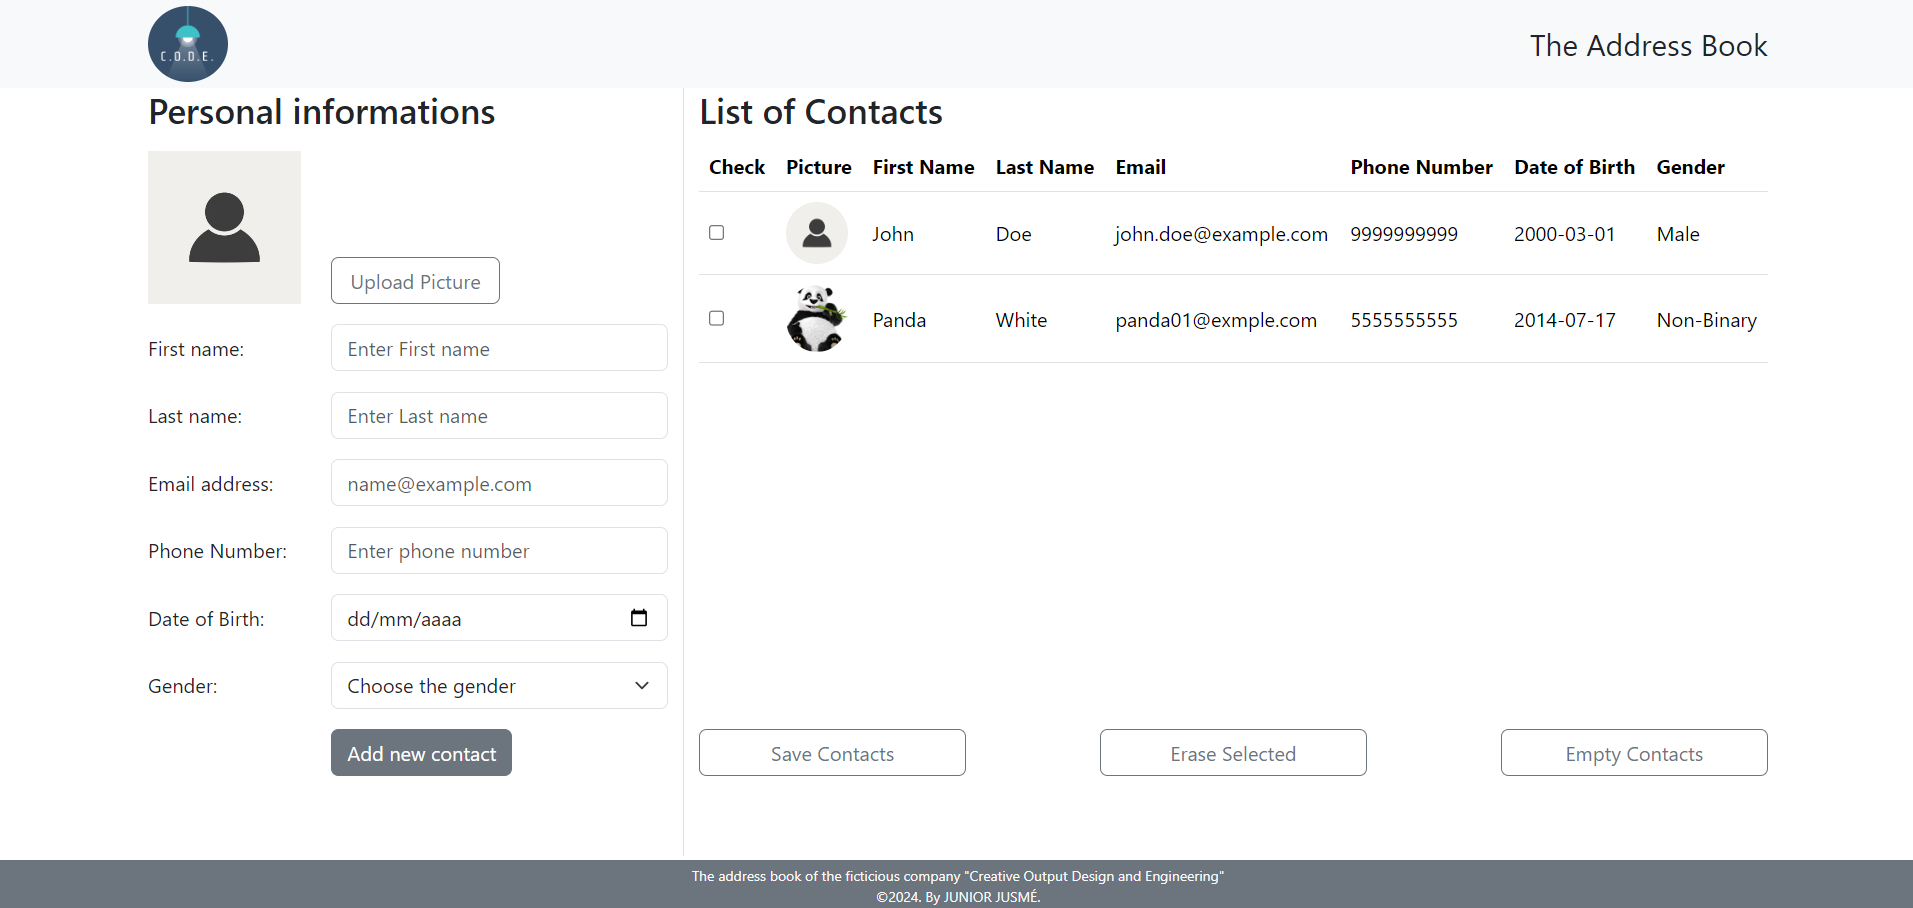 C.O.D.E.
The Address Book
Personal informations
Upload Picture
First name:
Enter First name
Last name:
Enter Last name
Email address:
name@example.com
Phone Number:
Enter phone number
Date of Birth:
dd/mm/aaaa
Gender:
Choose the gender
Add new contact
List of Contacts
Check Picture First Name Last Name Email Phone Number Date of Birth Gender
John Doe john.doe@example.com 9999999999 2000-03-01 Male
Panda White panda01@exmple.com 5555555555 2014-07-17 Non-Binary
Save Contacts
Erase Selected
Empty Contacts
The address book of the ficticious company "Creative Output Design and Engineering"
©2024. By JUNIOR JUSMÉ.